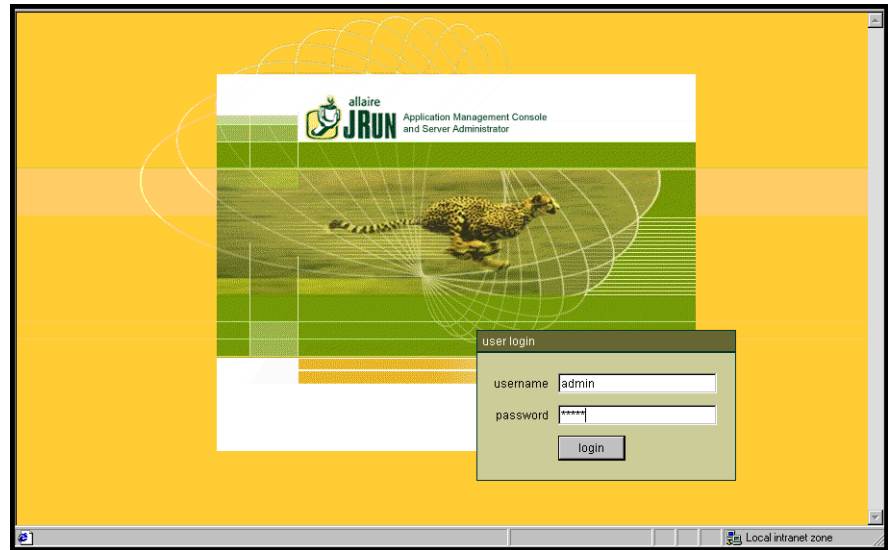 allaire
JRUN
Application Management Console
and Server Administrator
user login
username admin
password *****
login
Local intranet zone